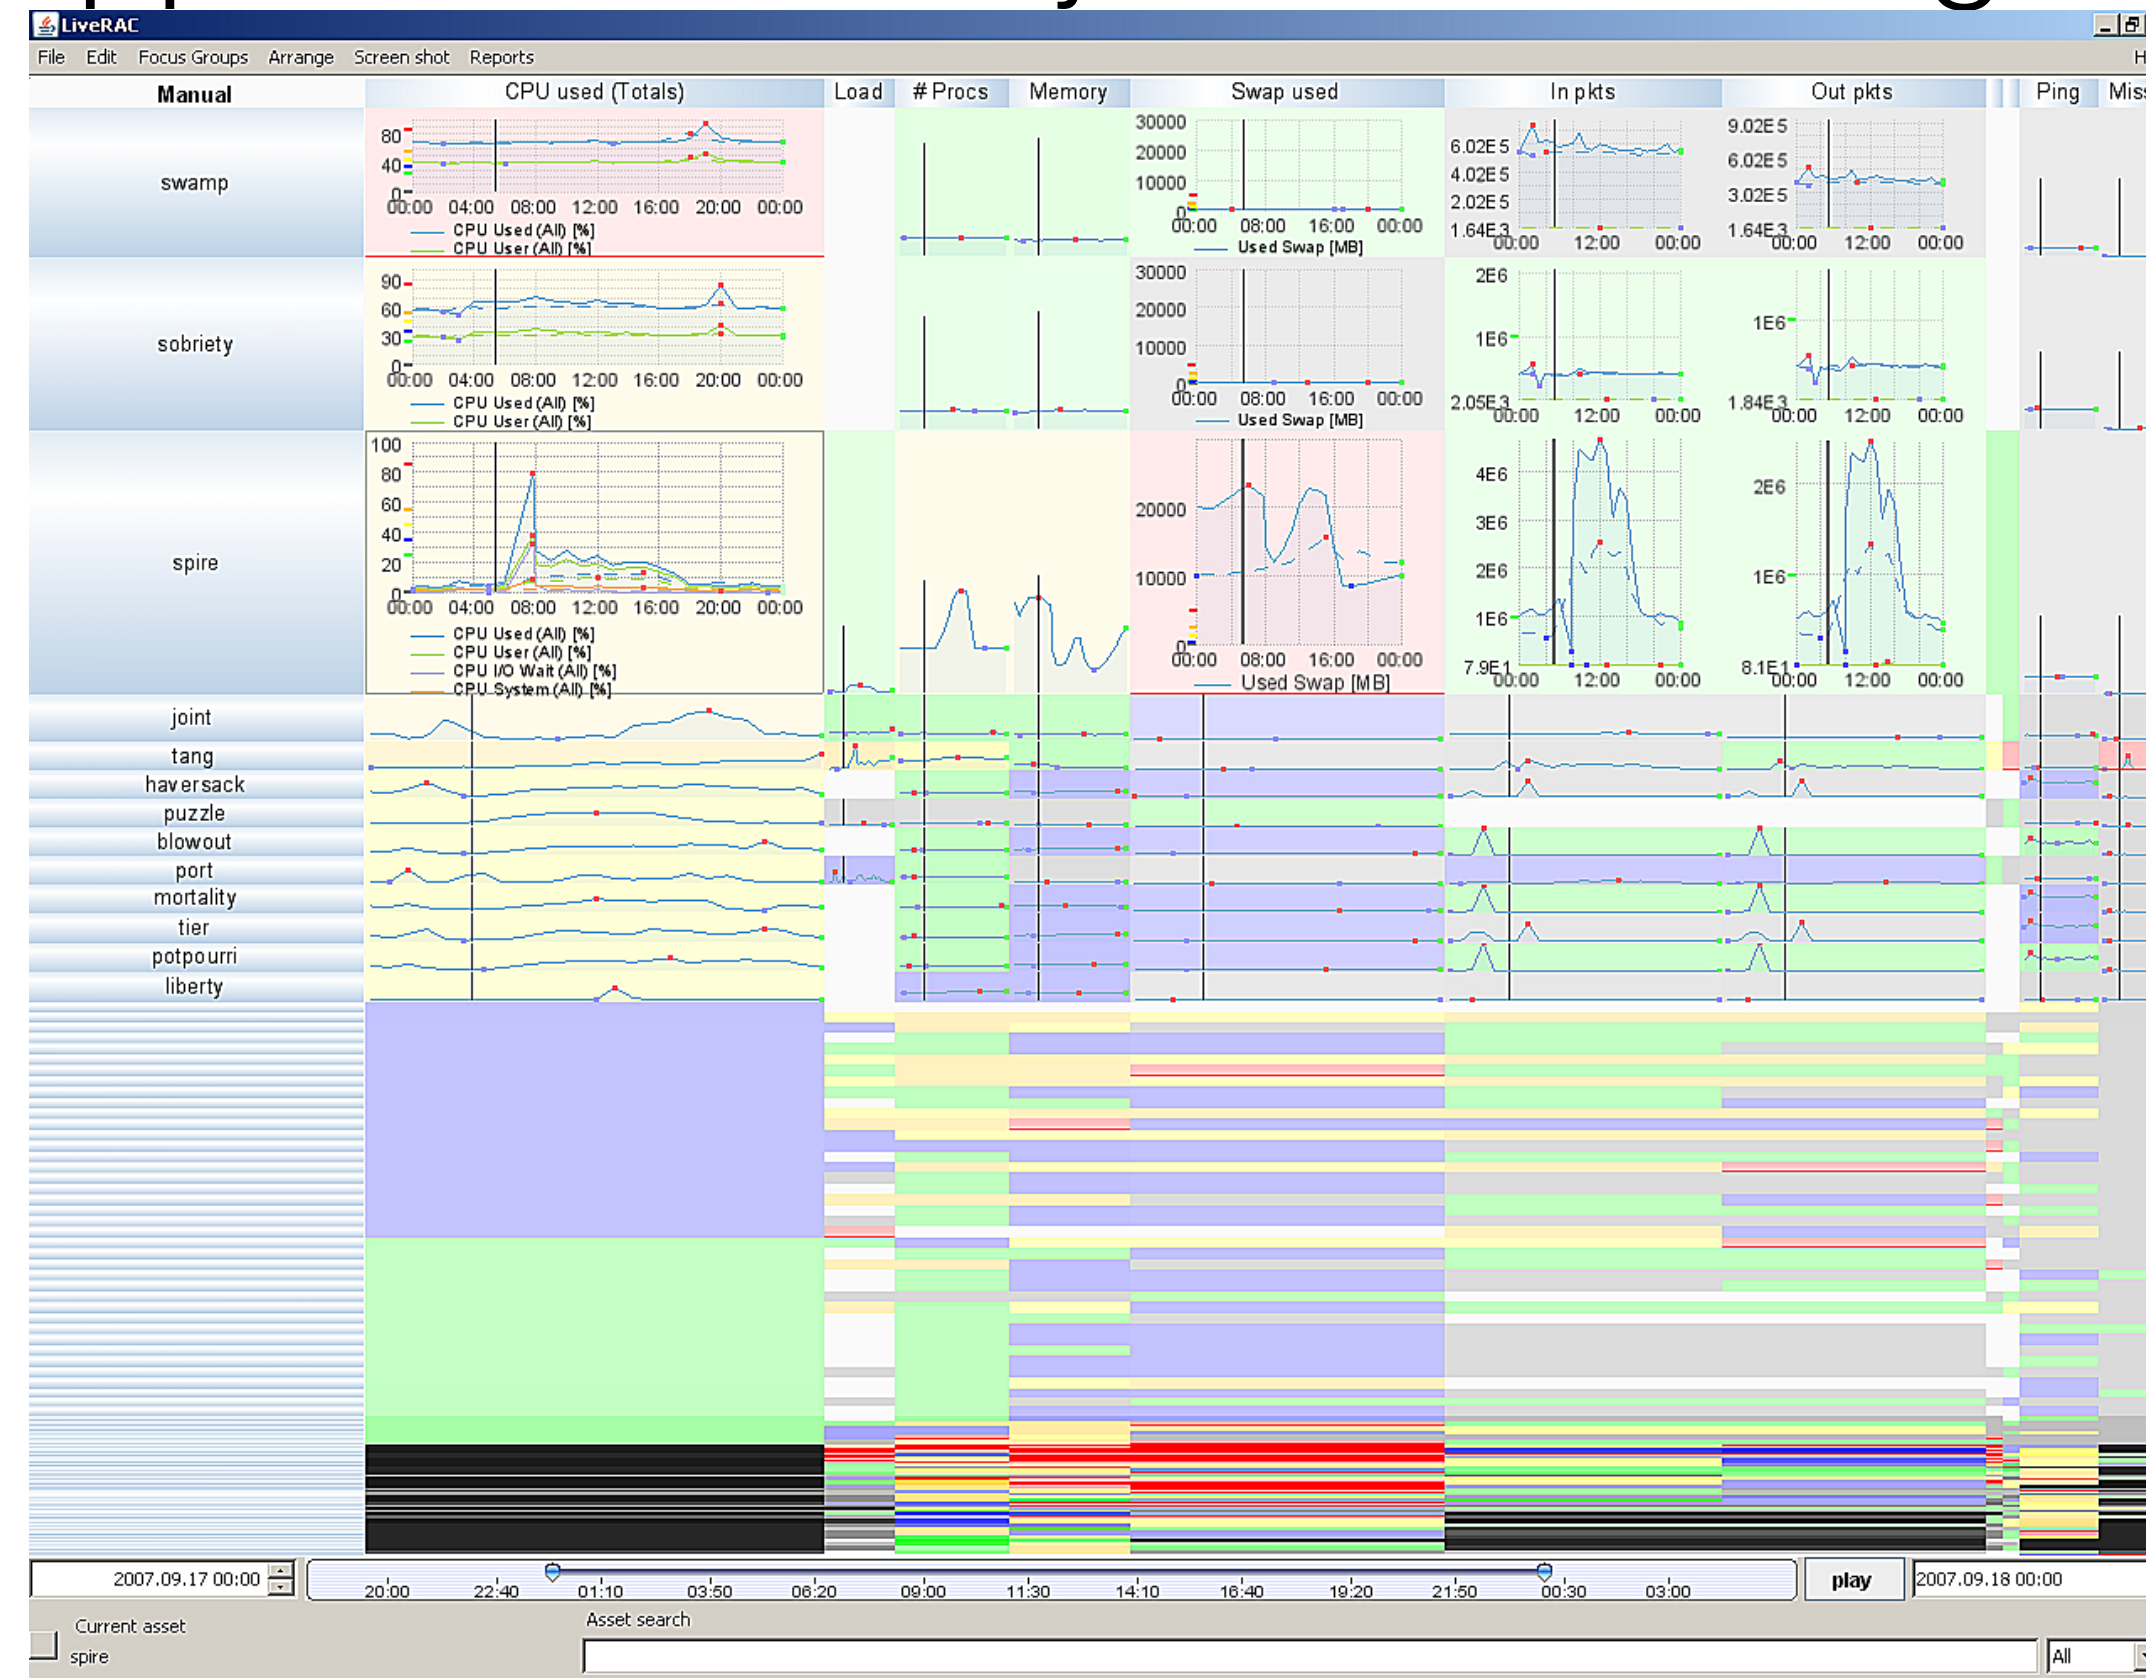 LiveRAC
File Edit Focus Groups Arrange Screen shot Reports
Manual CPU used (Totals) Load # Procs Memory Swap used In pkts Out pkts Ping
swamp
80
40
0
00:00 04:00 08:00 12:00 16:00 20:00 00:00
CPU Used (All) [%]
CPU User (All) [%]
30000
20000
10000
0
00:00 08:00 16:00 00:00
Used Swap [MB]
6.02E5
4.02E5
2.02E5
1.64E3
00:00 12:00 00:00
9.02E5
6.02E5
3.02E5
1.64E3
00:00 12:00 00:00
sobriety
90
60
30
0
00:00 04:00 08:00 12:00 16:00 20:00 00:00
CPU Used (All) [%]
CPU User (All) [%]
30000
20000
10000
0
00:00 08:00 16:00 00:00
Used Swap [MB]
2E6
1E6
2.05E3
00:00 12:00 00:00
1E6
1.84E3
00:00 12:00 00:00
spire
100
80
60
40
20
0
00:00 04:00 08:00 12:00 16:00 20:00 00:00
CPU Used (All) [%]
CPU User (All) [%]
CPU I/O Wait (All) [%]
CPU System (All) [%]
20000
10000
0
00:00 08:00 16:00 00:00
Used Swap [MB]
4E6
3E6
2E6
1E6
7.9E1
00:00 12:00 00:00
2E6
1E6
8.1E1
00:00 12:00 00:00
joint
tang
haversack
puzzle
blowout
port
mortality
tier
potpourri
liberty
2007.09.17 00:00 20:00 22:40 01:10 03:50 06:20 09:00 11:30 14:10 16:40 19:20 21:50 00:30 03:00 play 2007.09.18 00:00
Current asset Asset search
spire All